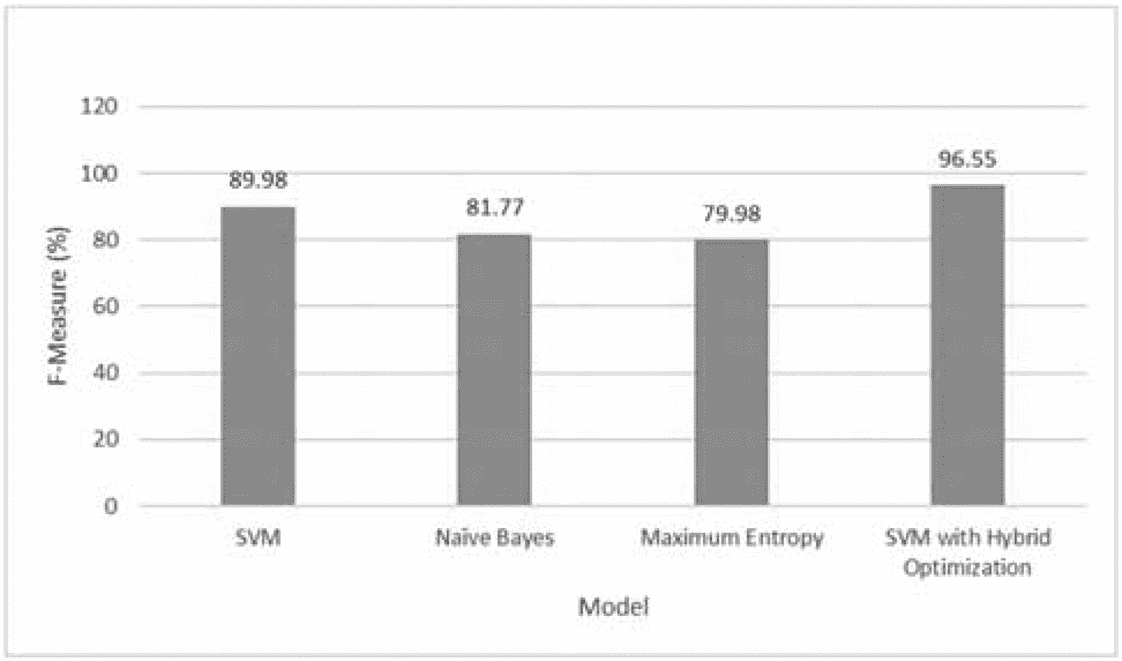 120
100
80
60
40
20
0
F-Measure (%)
89.98
81.77
79.98
96.55
SVM
Naïve Bayes
Maximum Entropy
SVM with Hybrid
Optimization
Model